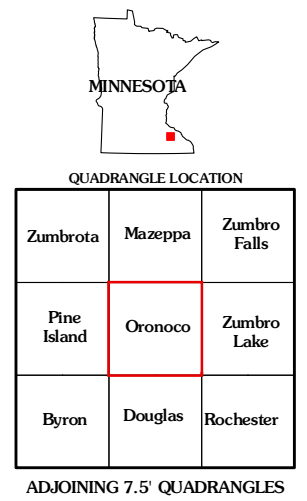 MINNESOTA
QUADRANGLE LOCATION
Zumbrota
Mazeppa
Zumbro
Falls
Pine
Island
Oronoco
Zumbro
Lake
Byron
Douglas
Rochester
ADJOINING 7.5' QUADRANGLES